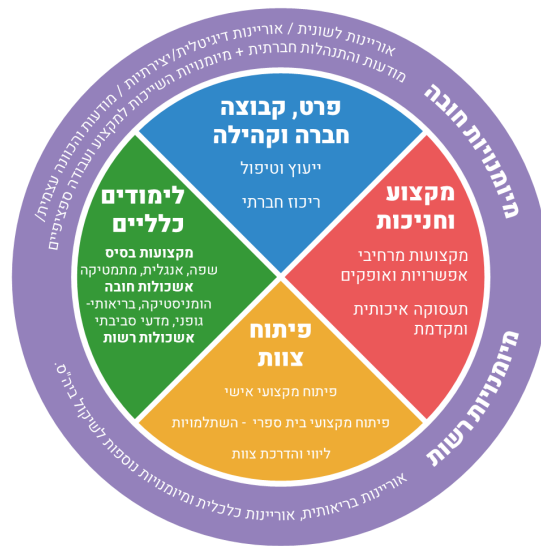 מיומנויות חובה
אוריינות לשונית / אוריינות דיגיטלית/יצירתיות / מודעות והכוונה עצמית/
מודעות והתנהלות חברתית + מיומנויות השייכות למקצוע ועבודה ספציפיים
פרט, קבוצה
חברה וקהילה
ייעוץ וטיפול
ריכוז חברתי
מקצוע
וחניכות
מקצועות מרחיבי
אפשרויות ואופקים
תעסוקה איכותית
ומקדמת
לימודים
כלליים
מקצועות בסיס
שפה, אנגלית, מתמטיקה
אשכולות חובה
הומניסטיקה, בריאותי-
גופני, מדעי סביבתי
אשכולות רשות
פיתוח
צוות
פיתוח מקצועי אישי
פיתוח מקצועי בית ספרי - השתלמויות
ליווי והדרכת צוות
מיומנויות רשות
אוריינות בריאותית, אוריינות כלכלית ומיומנויות נוספות לשיקול ביה"ס.